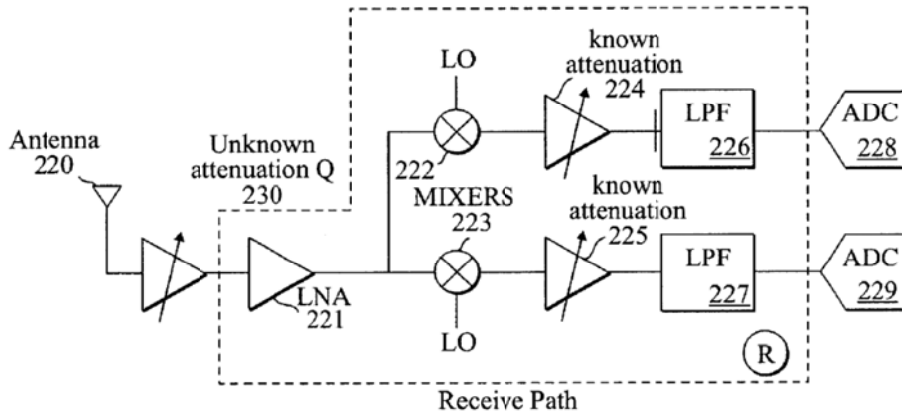 known
attenuation
224
LO
LPF
226
ADC
228
Antenna
220
Unknown
attenuation Q
230
222
MIXERS
223
known
attenuation
225
LPF
227
ADC
229
LNA
221
LO
R
Receive Path